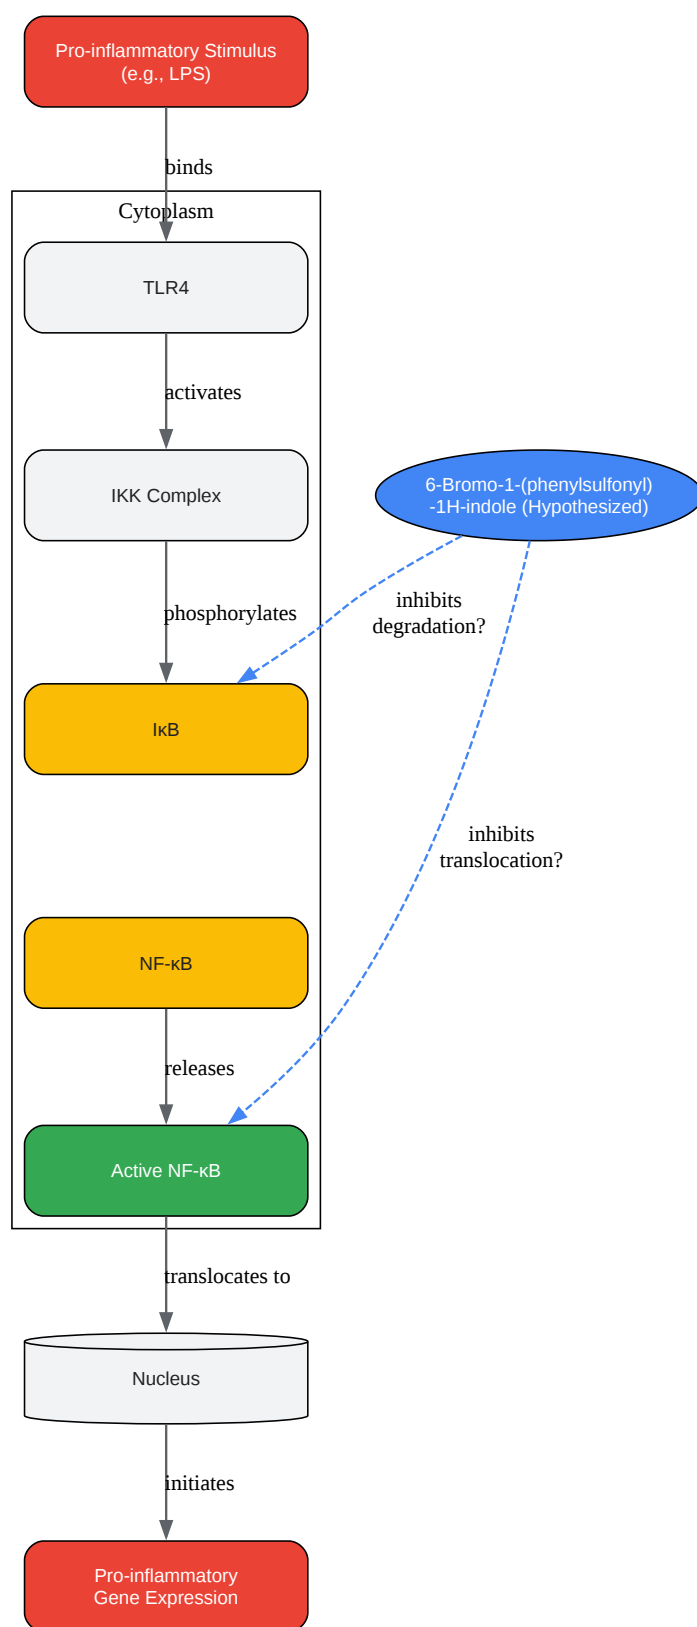 Pro-inflammatory Stimulus
(e.g., LPS)
binds
Cytoplasm
TLR4
activates
IKK Complex
6-Bromo-1-(phenylsulfonyl)
-1H-indole (Hypothesized)
phosphorylates
inhibits
degradation?
IκB
inhibits
translocation?
NF-κB
releases
Active NF-κB
translocates to
Nucleus
initiates
Pro-inflammatory
Gene Expression